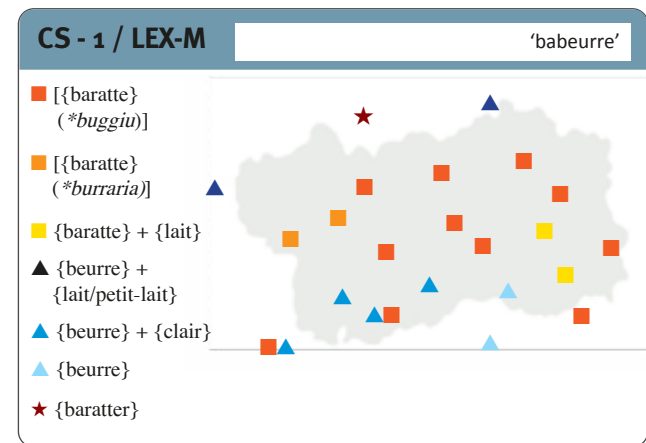 CS - 1 / LEX-M
‘babeurre’
[{baratte}
(*buggiu)]
[{baratte}
(*burraria)]
{baratte} + {lait}
{beurre} +
{lait/petit-lait}
{beurre} + {clair}
{beurre}
{baratter}